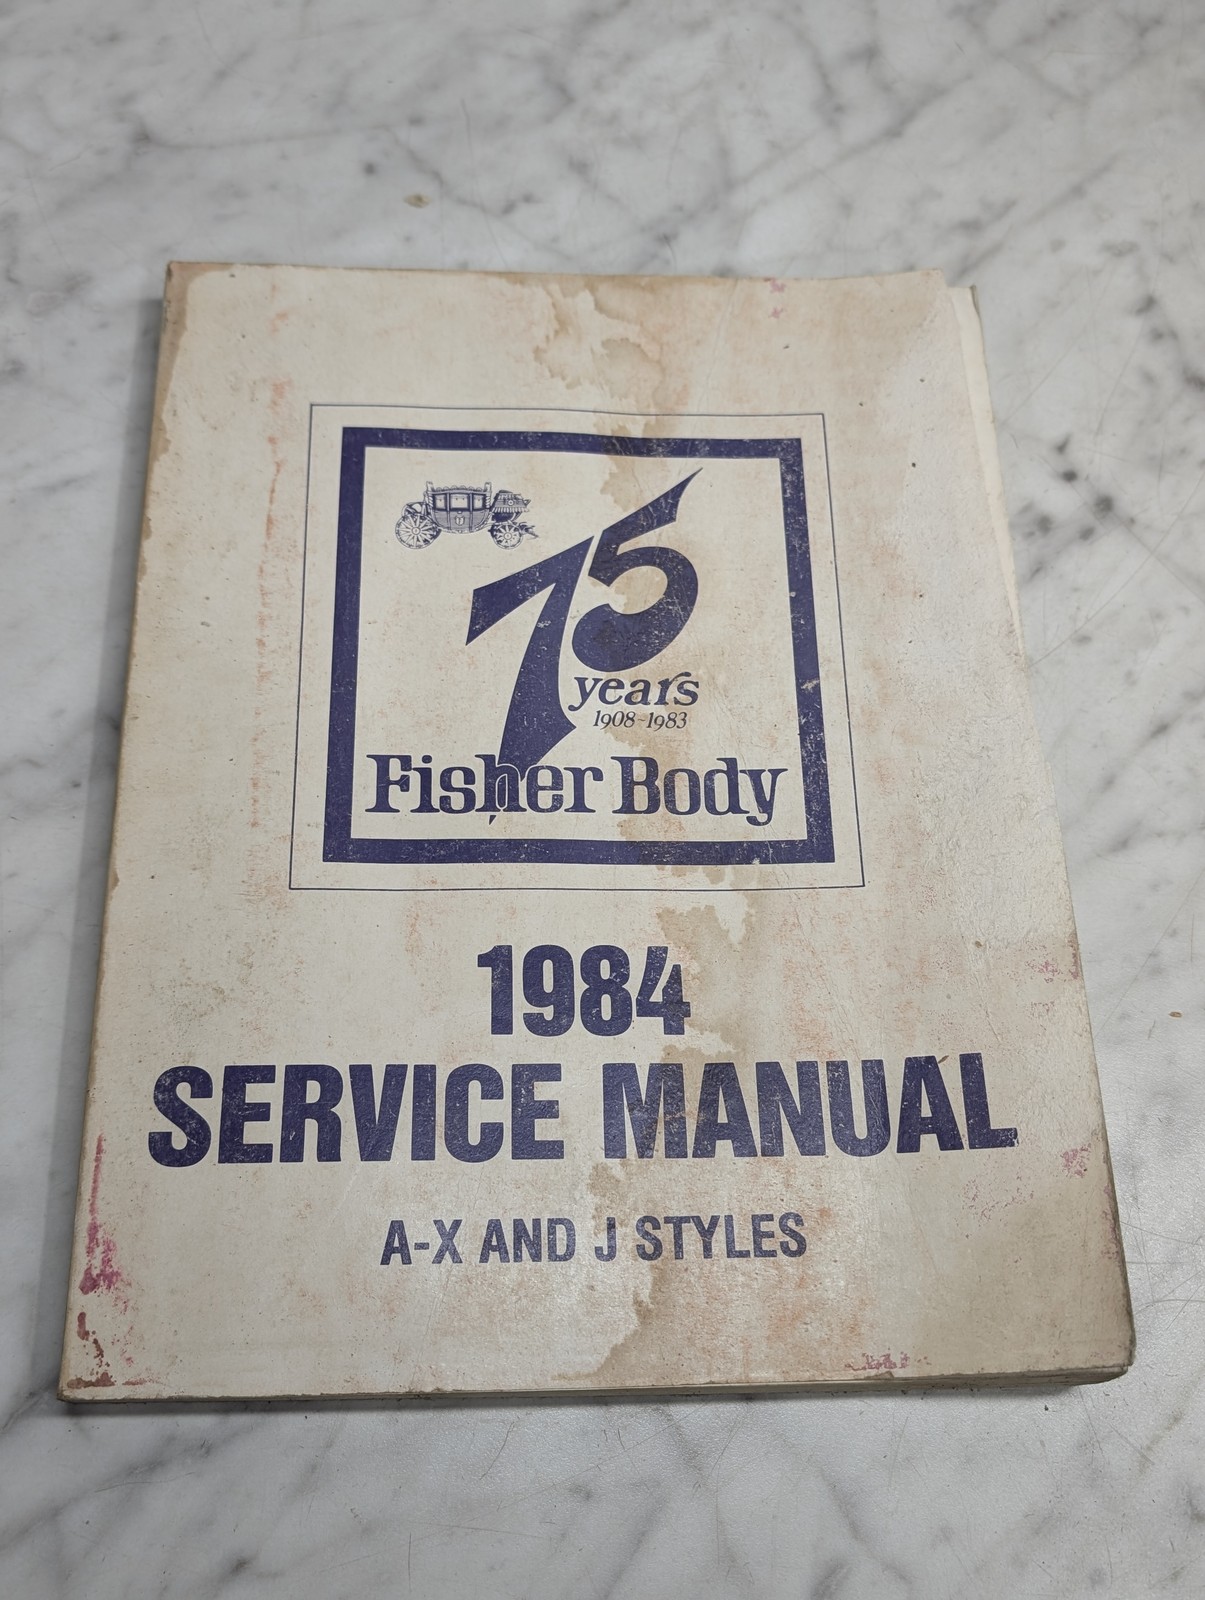 75
years
1908-1983
Fisher Body
1984
SERVICE MANUAL
A-X AND J STYLES